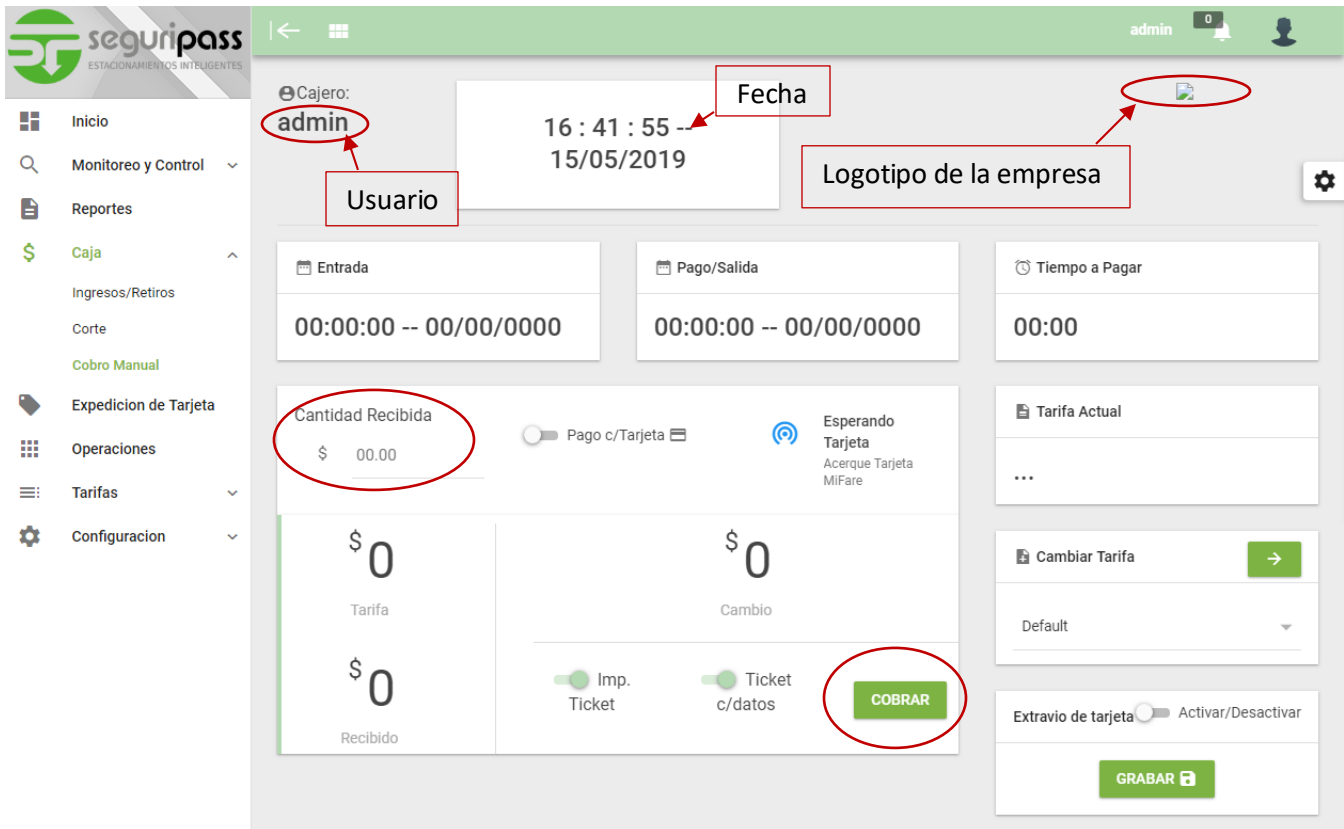 seguripass
ESTACIONAMIENTOS INTELIGENTES
admin
0
Inicio
Monitoreo y Control
Reportes
Caja
Ingresos/Retiros
Corte
Cobro Manual
Expedicion de Tarjeta
Operaciones
Tarifas
Configuracion
Cajero:
admin
Usuario
16 : 41 : 55 --
15/05/2019
Fecha
Logotipo de la empresa
Entrada
00:00:00 -- 00/00/0000
Pago/Salida
00:00:00 -- 00/00/0000
Tiempo a Pagar
00:00
Cantidad Recibida
$ 00.00
Pago c/Tarjeta
Esperando
Tarjeta
Acerque Tarjeta
MiFare
$ 0
Tarifa
$ 0
Cambio
$ 0
Recibido
Imp.
Ticket
Ticket
c/datos
COBRAR
Tarifa Actual
...
Cambiar Tarifa
Default
Extravio de tarjeta
Activar/Desactivar
GRABAR